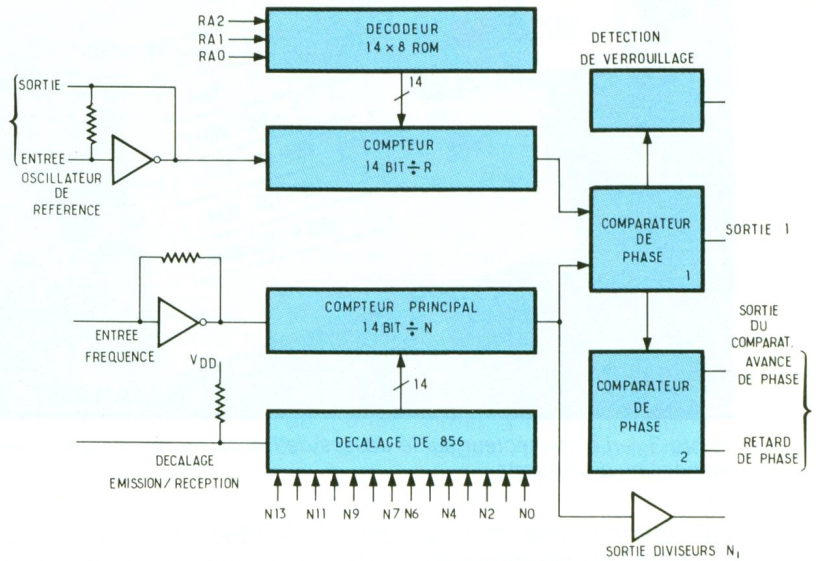 RA2
RA1
RA0
DECODEUR
14 × 8 ROM
DETECTION
DE VERROUILLAGE
14
SORTIE
ENTREE
OSCILLATEUR
DE
REFERENCE
COMPTEUR
14 BIT ÷ R
COMPARATEUR
DE
PHASE
1
SORTIE 1
ENTREE
FREQUENCE
COMPTEUR PRINCIPAL
14 BIT ÷ N
SORTIE
DU
COMPARAT.
AVANCE
DE PHASE
VDD
14
COMPARATEUR
DE
PHASE
2
RETARD
DE PHASE
DECALAGE DE 856
DECALAGE
EMISSION/RECEPTION
N13 N11 N9 N7 N6 N4 N2 N0
SORTIE DIVISEURS Ni